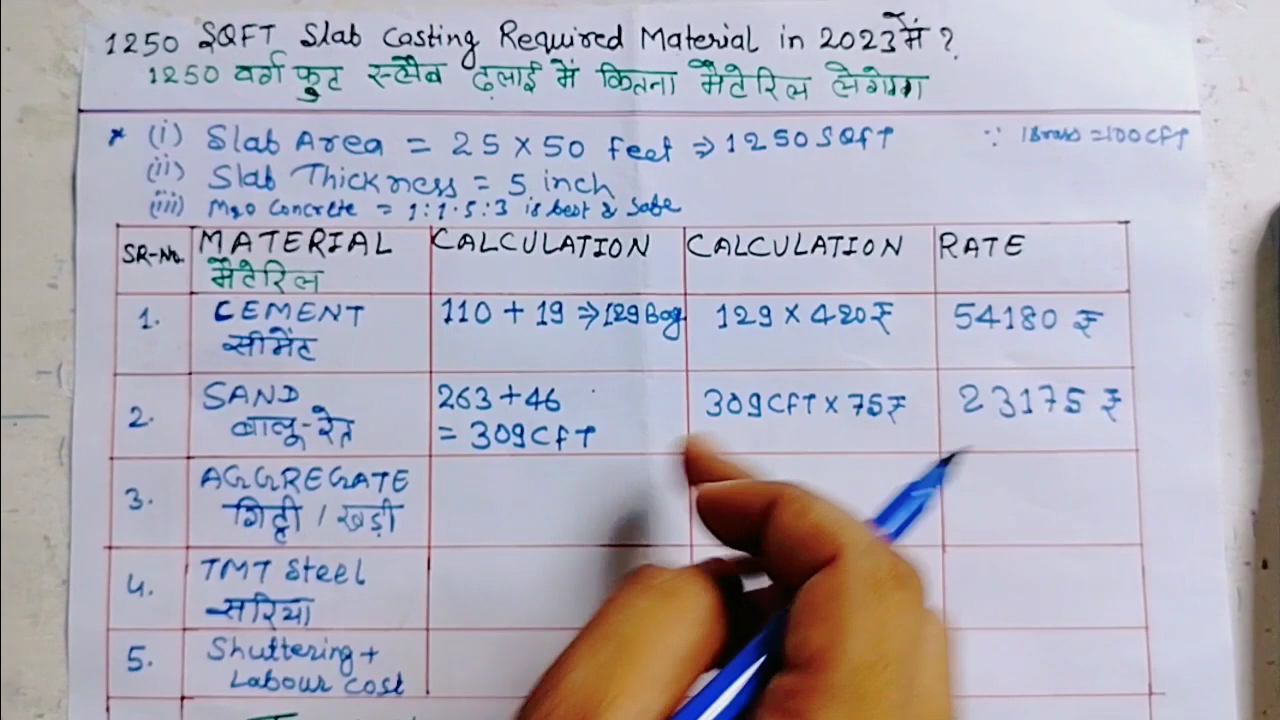 1250 SQFT Slab Casting Required Material in 2023 में ?
1250 वर्ग फुट स्लैब ढ़लाई में कितना मैटेरिल लगेगा
* (i) Slab Area = 25 × 50 feet ⇒ 1250 SQFT ∵ 1Brass = 100 CFT
(ii) Slab Thickness = 5 inch
(iii) M20 Concrete = 1:1.5:3 is best & Safe
SR-No. MATERIAL CALCULATION CALCULATION RATE
मैटेरिल
1. CEMENT 110 + 19 ⇒ 129 Bag 129 × 420 ₹ 54180 ₹
सीमेंट
2. SAND 263 + 46 309 CFT × 75 ₹ 23175 ₹
बालू-रेत = 309 CFT
3. AGGREGATE
गिट्टी / खड़ी
4. TMT Steel
सरिया
5. Shuttering +
Labour cost